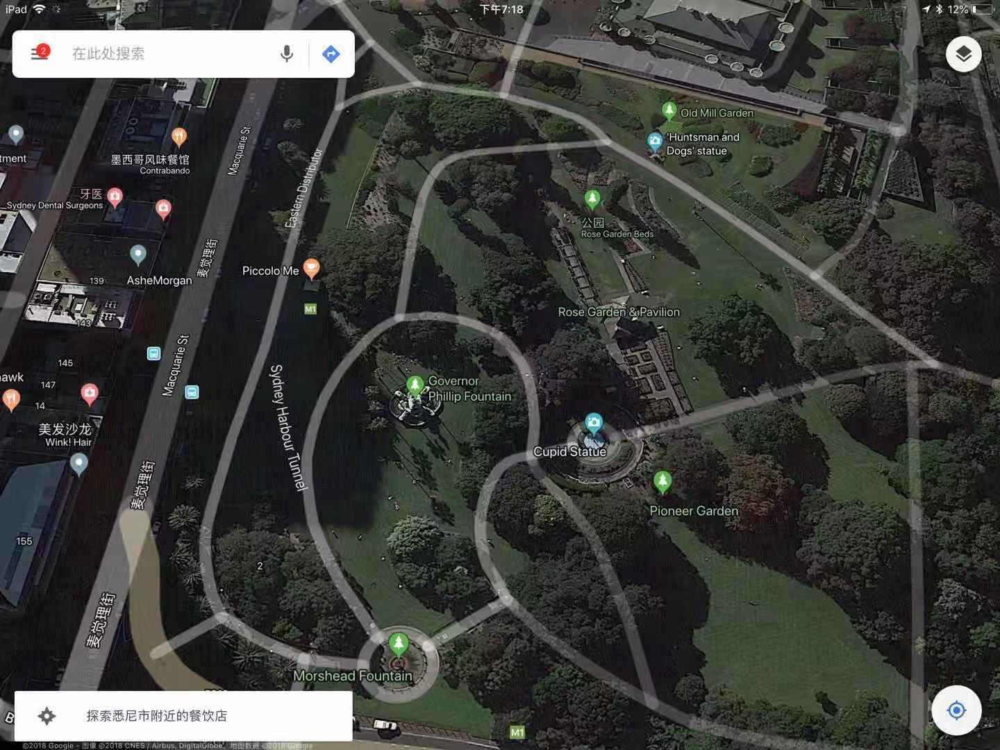 iPad
下午7:18
12%
2
在此处搜索
Old Mill Garden
'Huntsman and
Dogs' statue
tment
墨西哥风味餐馆
Contrabando
Macquarie St
Eastern Distributor
牙医
Sydney Dental Surgeons
公园
Rose Garden Beds
麦觉理街
Piccolo Me
AsheMorgan
139
M1
143
Rose Garden & Pavilion
Macquarie St
145
147
14
awk
Sydney Harbour Tunnel
Governor
Phillip Fountain
美发沙龙
Wink! Hair
Cupid Statue
麦觉理街
Pioneer Garden
155
2
麦觉理街
Morshead Fountain
探索悉尼市附近的餐饮店
B
M1
©2018 Google - 图像 ©2018 CNES / Airbus, DigitalGlobe, 地图数据 ©2018 Google